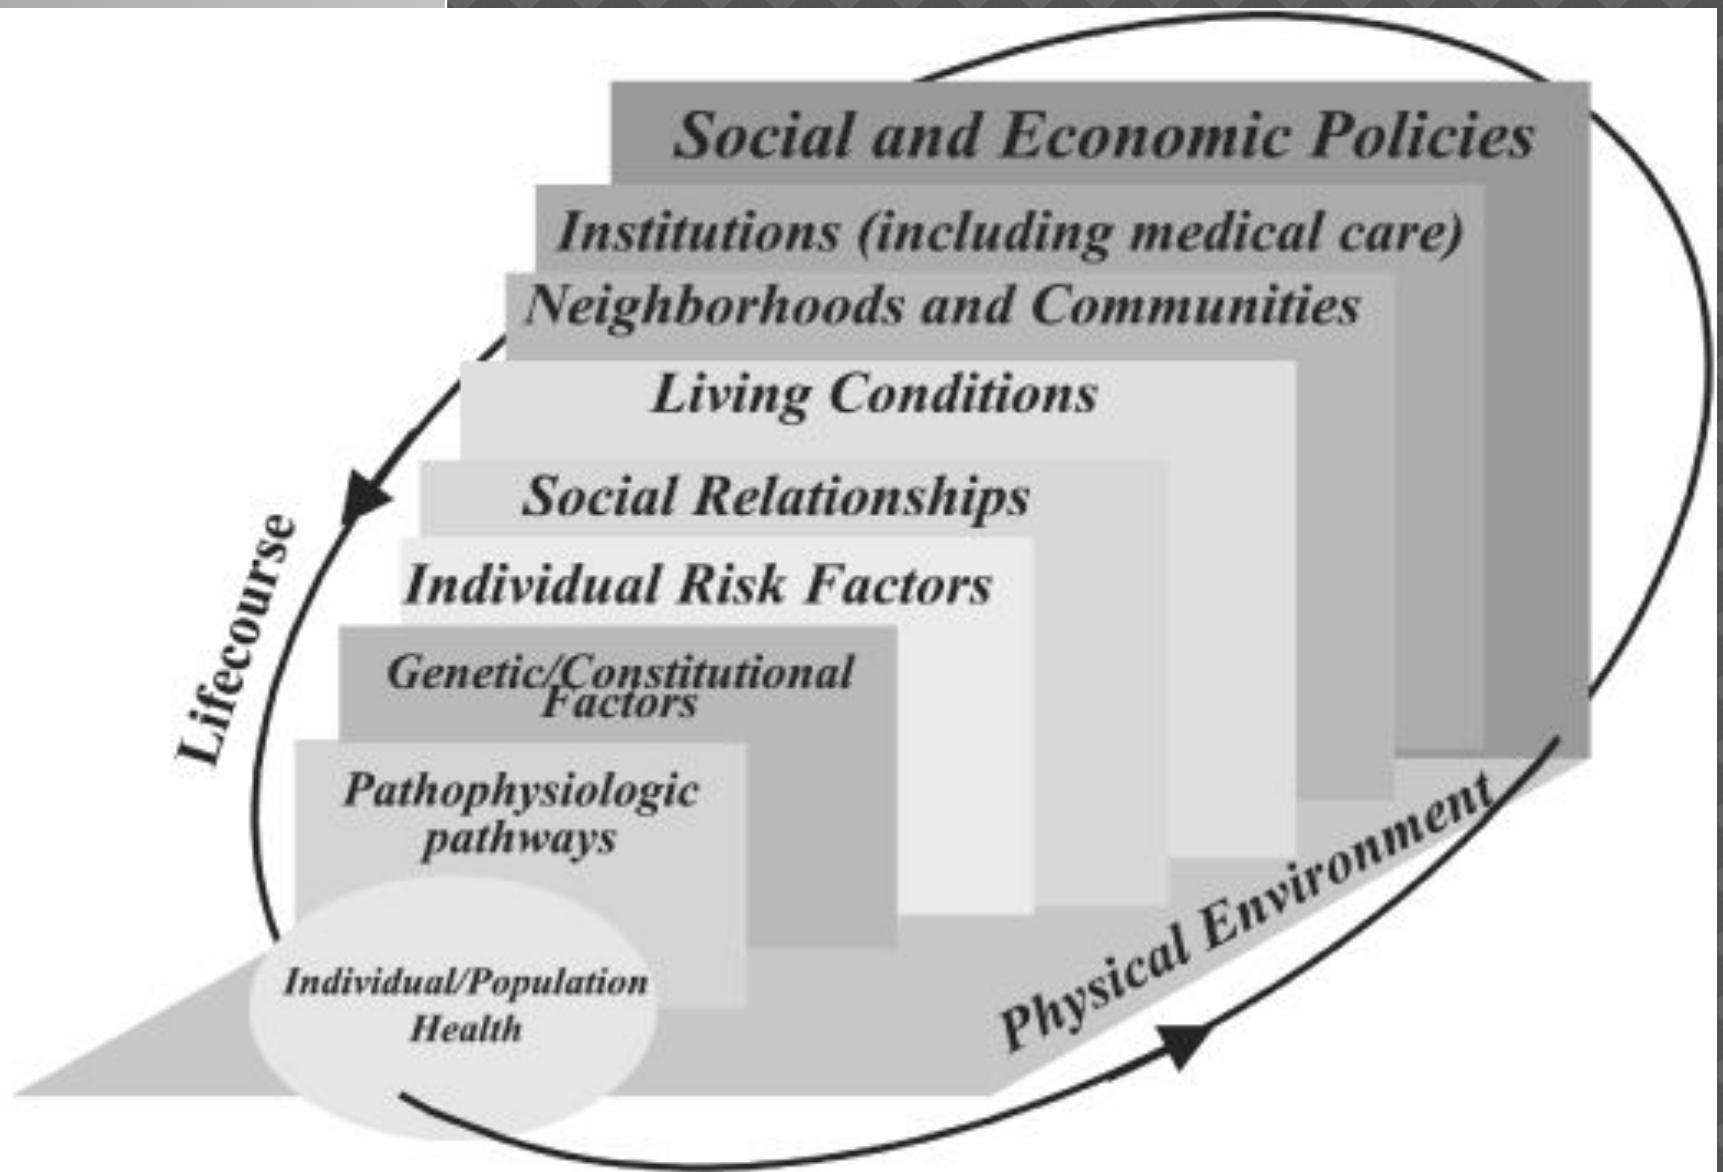 Social and Economic Policies
Institutions (including medical care)
Neighborhoods and Communities
Living Conditions
Social Relationships
Individual Risk Factors
Genetic/Constitutional
Factors
Pathophysiologic
pathways
Individual/Population
Health
Lifecourse
Physical Environment